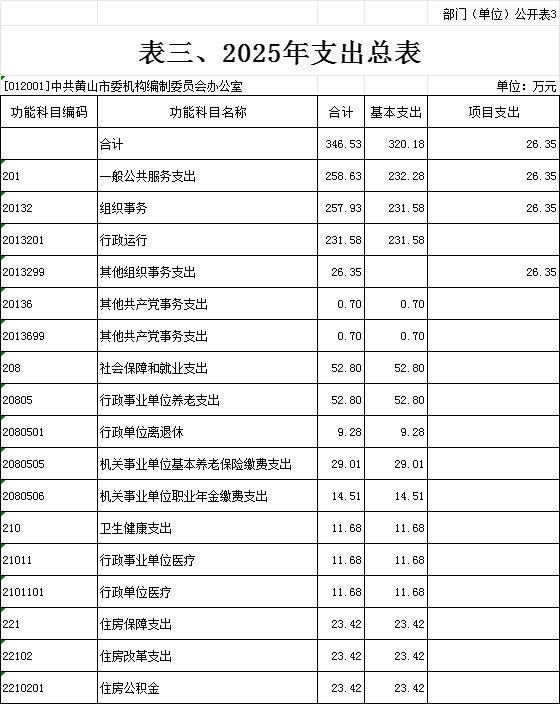 部门（单位）公开表3
表三、2025年支出总表
[012001]中共黄山市委机构编制委员会办公室 单位：万元
功能科目编码 功能科目名称 合计 基本支出 项目支出
合计 346.53 320.18 26.35
201 一般公共服务支出 258.63 232.28 26.35
20132 组织事务 257.93 231.58 26.35
2013201 行政运行 231.58 231.58
2013299 其他组织事务支出 26.35 26.35
20136 其他共产党事务支出 0.70 0.70
2013699 其他共产党事务支出 0.70 0.70
208 社会保障和就业支出 52.80 52.80
20805 行政事业单位养老支出 52.80 52.80
2080501 行政单位离退休 9.28 9.28
2080505 机关事业单位基本养老保险缴费支出 29.01 29.01
2080506 机关事业单位职业年金缴费支出 14.51 14.51
210 卫生健康支出 11.68 11.68
21011 行政事业单位医疗 11.68 11.68
2101101 行政单位医疗 11.68 11.68
221 住房保障支出 23.42 23.42
22102 住房改革支出 23.42 23.42
2210201 住房公积金 23.42 23.42